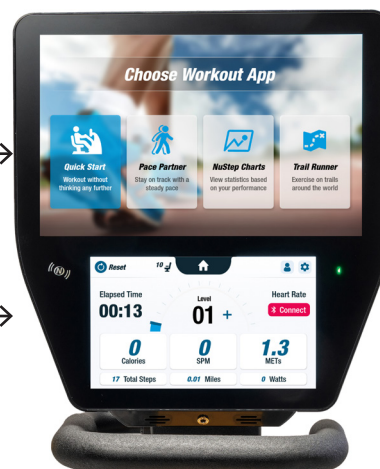 Choose Workout App
Quick Start
Workout without
thinking any further
Pace Partner
Stay on track with a
steady pace
NuStep Charts
View statistics based
on your performance
Trail Runner
Exercise on trails
around the world
Reset
10
Elapsed Time
00:13
Level
01 +
Heart Rate
Connect
0
Calories
0
SPM
1.3
METs
17 Total Steps
0.01 Miles
0 Watts